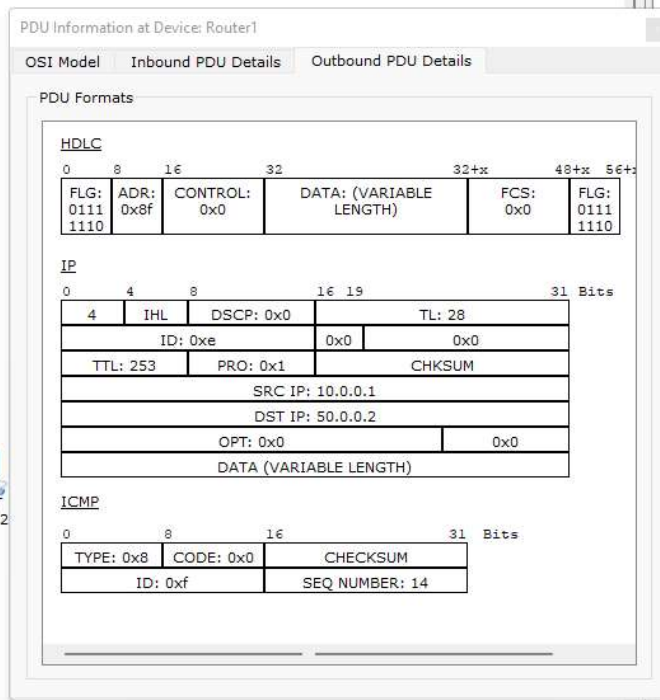 PDU Information at Device: Router1
OSI Model Inbound PDU Details Outbound PDU Details
PDU Formats
HDLC
0 8 16 32 32+x 48+x 56+x
FLG: ADR: CONTROL: DATA: (VARIABLE FCS: FLG:
0111 0x8f 0x0 LENGTH) 0x0 0111
1110 1110
IP
0 4 8 16 19 31 Bits
4 IHL DSCP: 0x0 TL: 28
ID: 0xe 0x0 0x0
TTL: 253 PRO: 0x1 CHKSUM
SRC IP: 10.0.0.1
DST IP: 50.0.0.2
OPT: 0x0 0x0
DATA (VARIABLE LENGTH)
ICMP
2
0 8 16 31 Bits
TYPE: 0x8 CODE: 0x0 CHECKSUM
ID: 0xf SEQ NUMBER: 14